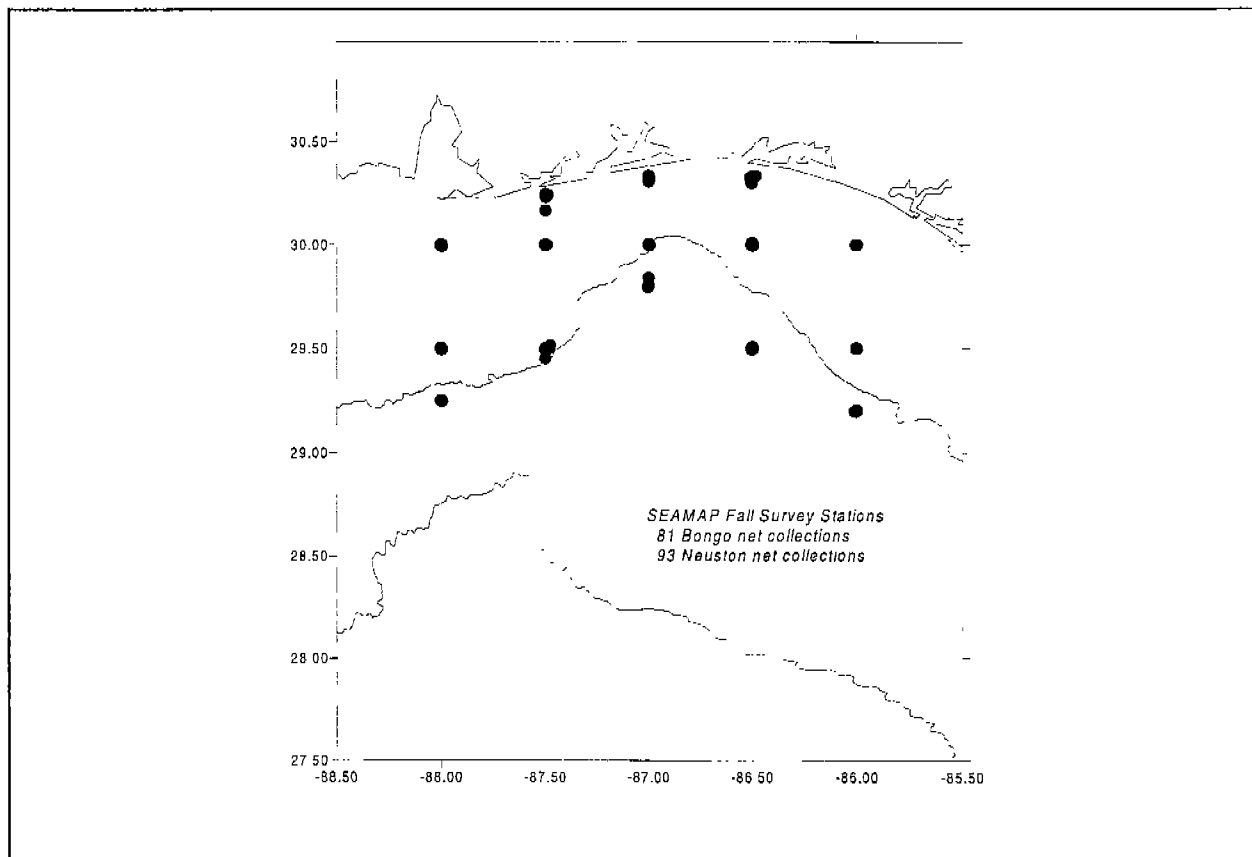 30.50
30.00
29.50
29.00
28.50
28 00
27 50
SEAMAP Fall Survey Stations
81 Bongo net collections
93 Neuston net collections
-88.50 -88.00 -87.50 -87.00 -86 50 -86.00 -85.50